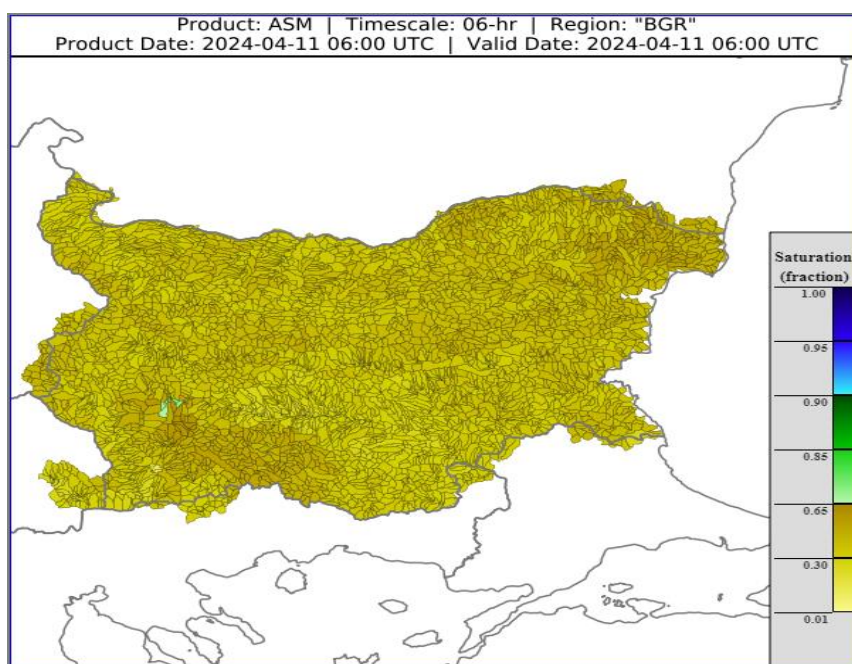 Product: ASM | Timescale: 06-hr | Region: "BGR"
Product Date: 2024-04-11 06:00 UTC | Valid Date: 2024-04-11 06:00 UTC
Saturation
(fraction)
1.00
0.95
0.90
0.85
0.65
0.30
0.01